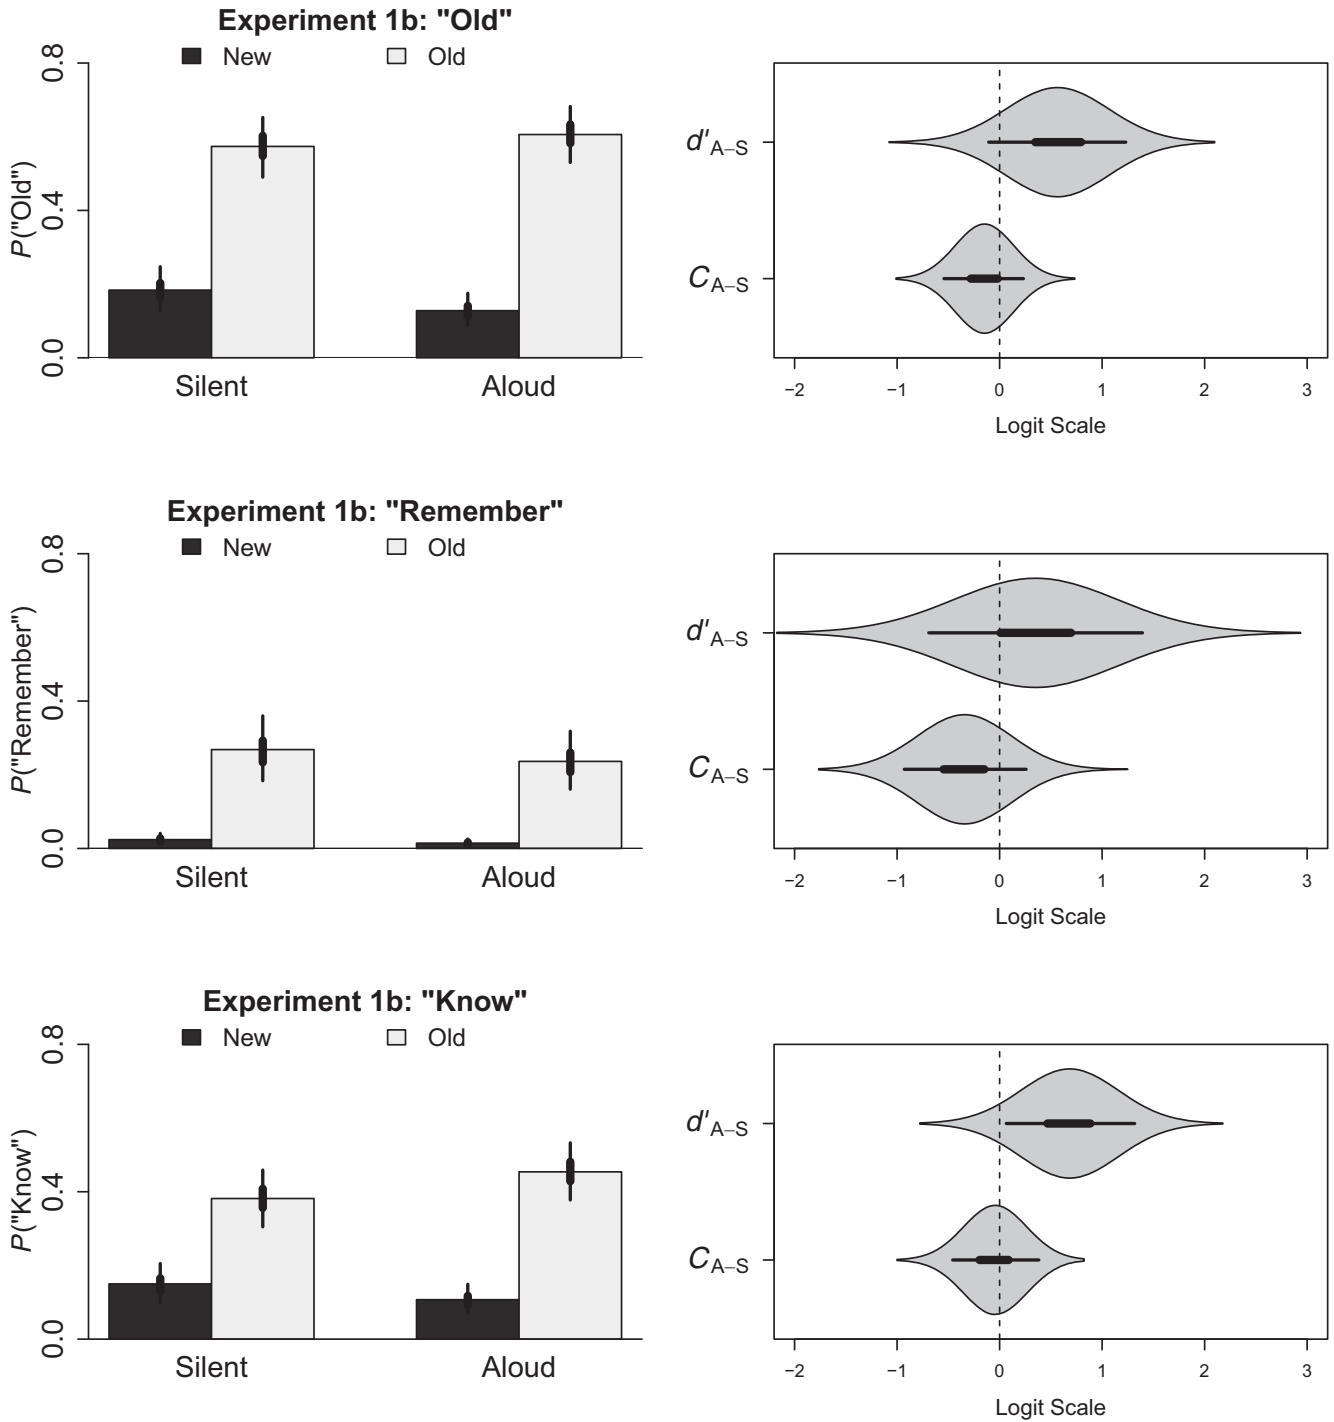 Experiment 1b: "Old"
New Old
P("Old")
0.0 0.4 0.8
Silent Aloud
d'A–S
CA–S
−2 −1 0 1 2 3
Logit Scale
Experiment 1b: "Remember"
New Old
P("Remember")
0.0 0.4 0.8
Silent Aloud
d'A–S
CA–S
−2 −1 0 1 2 3
Logit Scale
Experiment 1b: "Know"
New Old
P("Know")
0.0 0.4 0.8
Silent Aloud
d'A–S
CA–S
−2 −1 0 1 2 3
Logit Scale